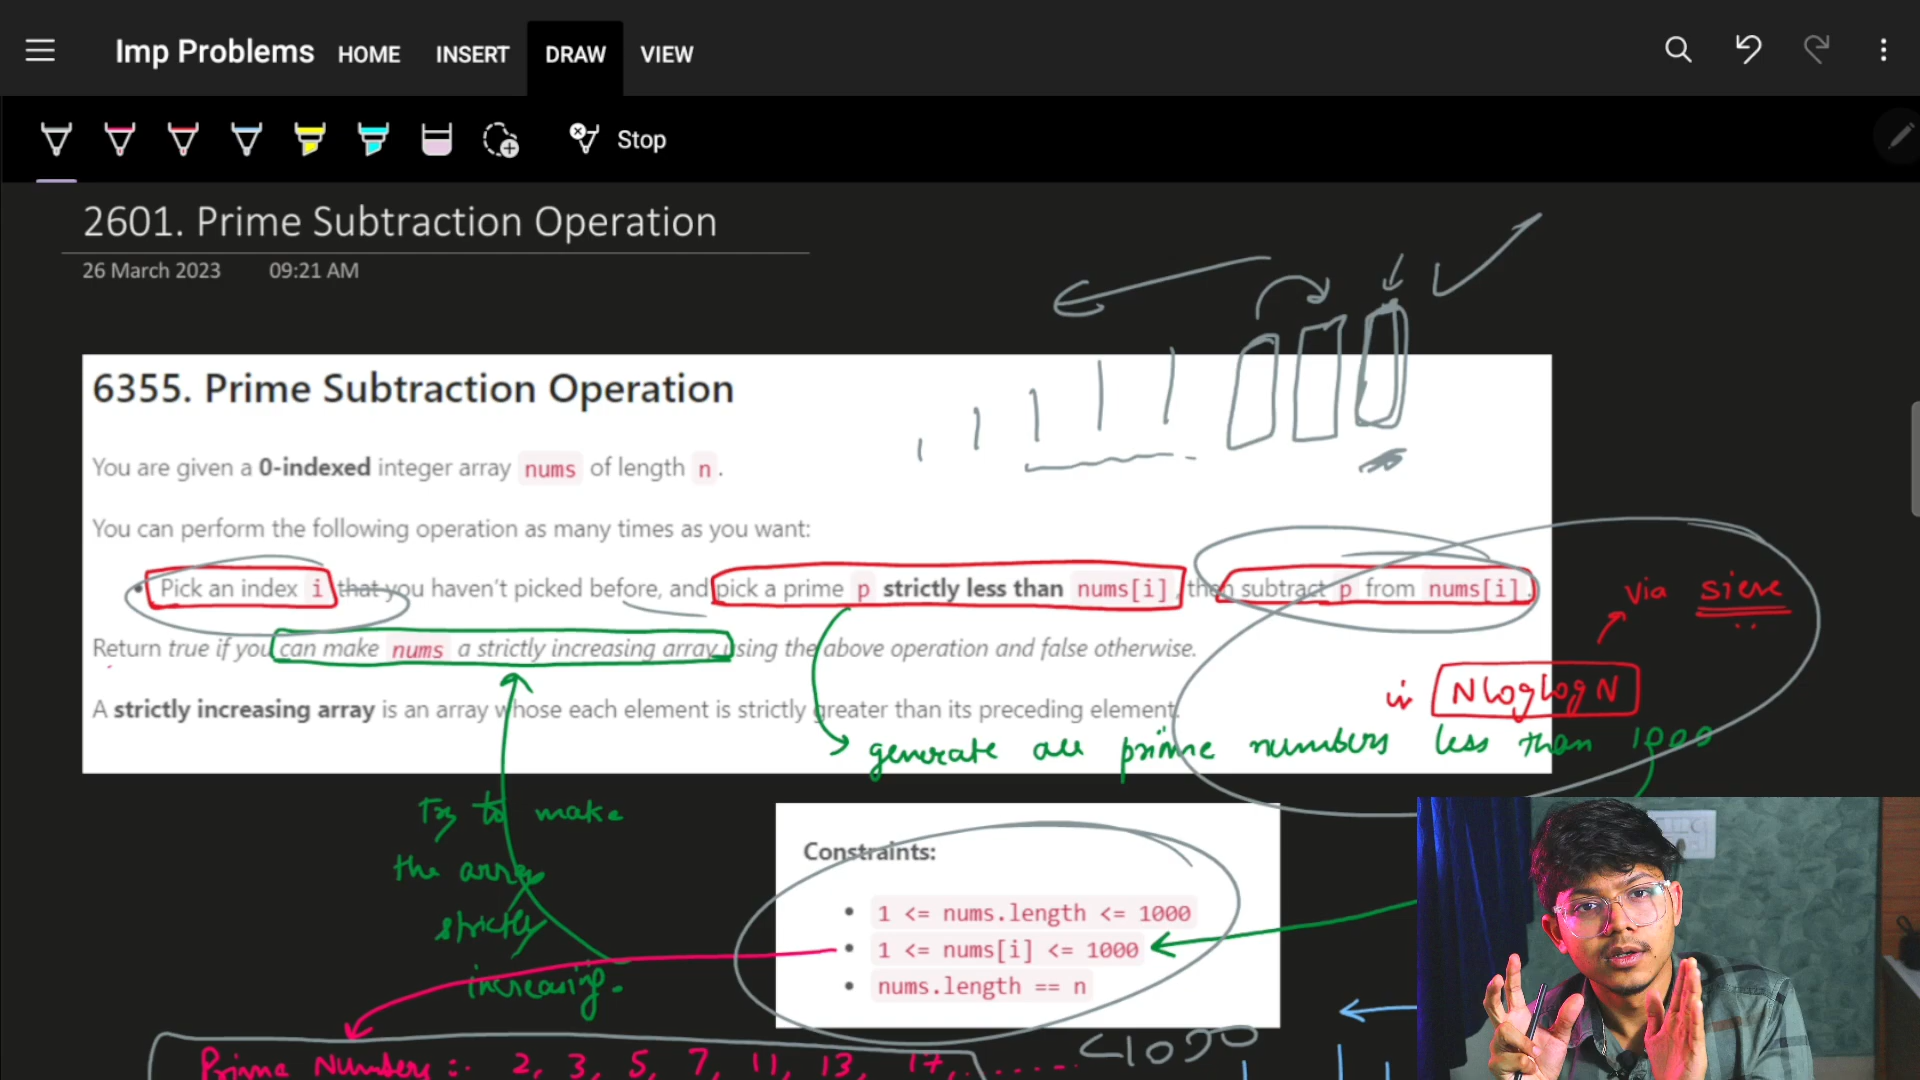 Imp Problems HOME INSERT DRAW VIEW
Stop
2601. Prime Subtraction Operation
26 March 2023 09:21 AM
6355. Prime Subtraction Operation
You are given a 0-indexed integer array nums of length n.
You can perform the following operation as many times as you want:
• Pick an index i that you haven't picked before, and pick a prime p strictly less than nums[i], then subtract p from nums[i].
via sieve
Return true if you can make nums a strictly increasing array using the above operation and false otherwise.
in NloglogN
A strictly increasing array is an array whose each element is strictly greater than its preceding element.
generate all prime numbers less than 1000
Try to make
the array
strictly
increasing.
Constraints:
• 1 <= nums.length <= 1000
• 1 <= nums[i] <= 1000
• nums.length == n
<1000
Prime Numbers :- 2, 3, 5, 7, 11, 13, 17, ......